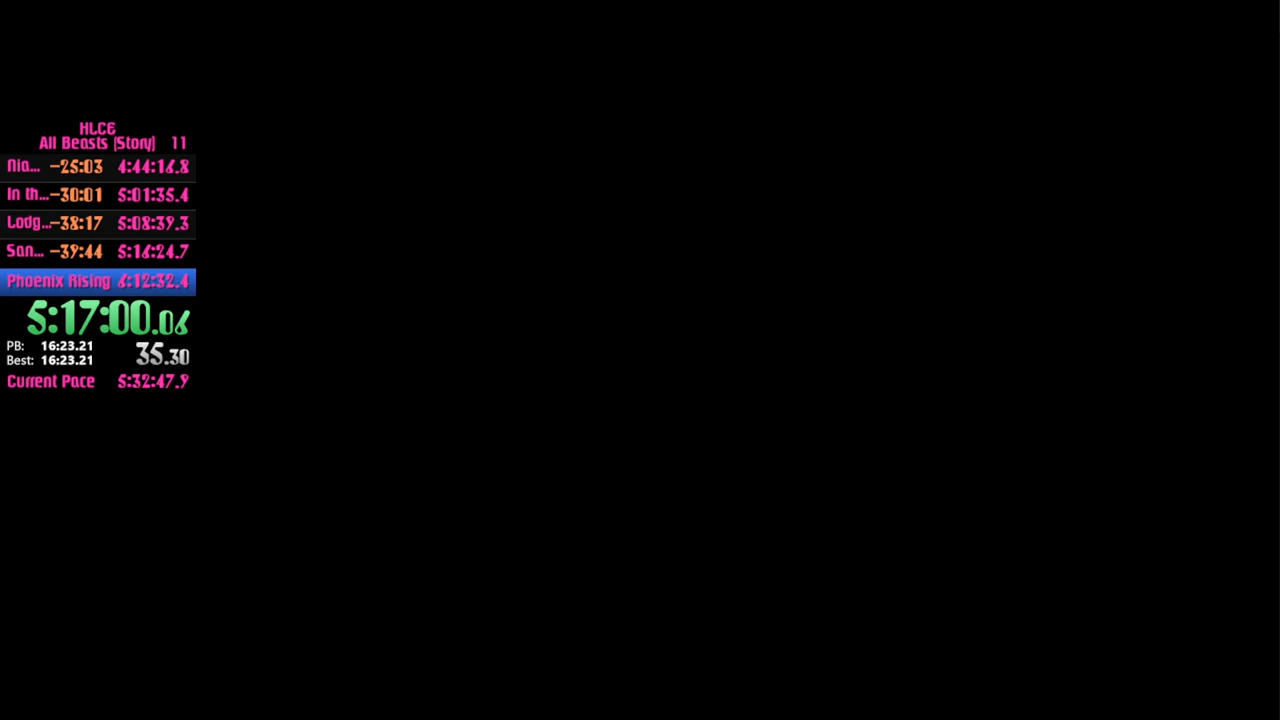 HLCE
All Beasts (Story) 11
Nia... −25:03 4:44:16.8
In th... −30:01 5:01:35.4
Lodg... −38:17 5:08:39.3
San... −39:44 5:16:24.7
Phoenix Rising 6:12:32.4
5:17:00.06
PB: 16:23.21
35.30
Best: 16:23.21
Current Pace 5:32:47.9